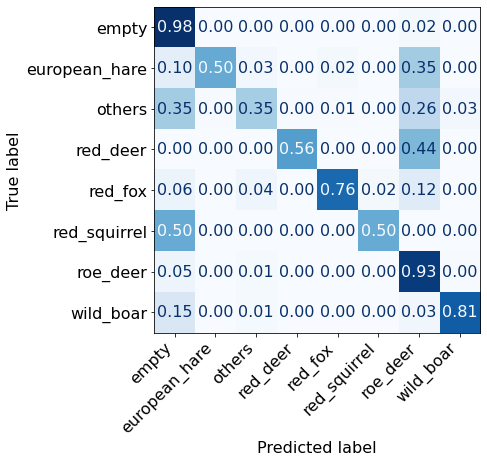 empty 0.98 0.00 0.00 0.00 0.00 0.00 0.02 0.00
european_hare 0.10 0.50 0.03 0.00 0.02 0.00 0.35 0.00
others 0.35 0.00 0.35 0.00 0.01 0.00 0.26 0.03
red_deer 0.00 0.00 0.00 0.56 0.00 0.00 0.44 0.00
red_fox 0.06 0.00 0.04 0.00 0.76 0.02 0.12 0.00
red_squirrel 0.50 0.00 0.00 0.00 0.00 0.50 0.00 0.00
roe_deer 0.05 0.00 0.01 0.00 0.00 0.00 0.93 0.00
wild_boar 0.15 0.00 0.01 0.00 0.00 0.00 0.03 0.81
True label
empty
european_hare
others
red_deer
red_fox
red_squirrel
roe_deer
wild_boar
Predicted label